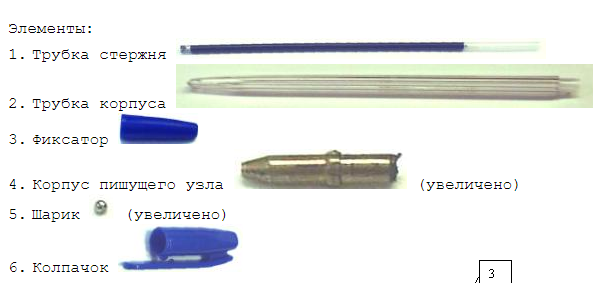 Элементы:
1. Трубка стержня
2. Трубка корпуса
3. Фиксатор
4. Корпус пишущего узла (увеличено)
5. Шарик (увеличено)
6. Колпачок
3